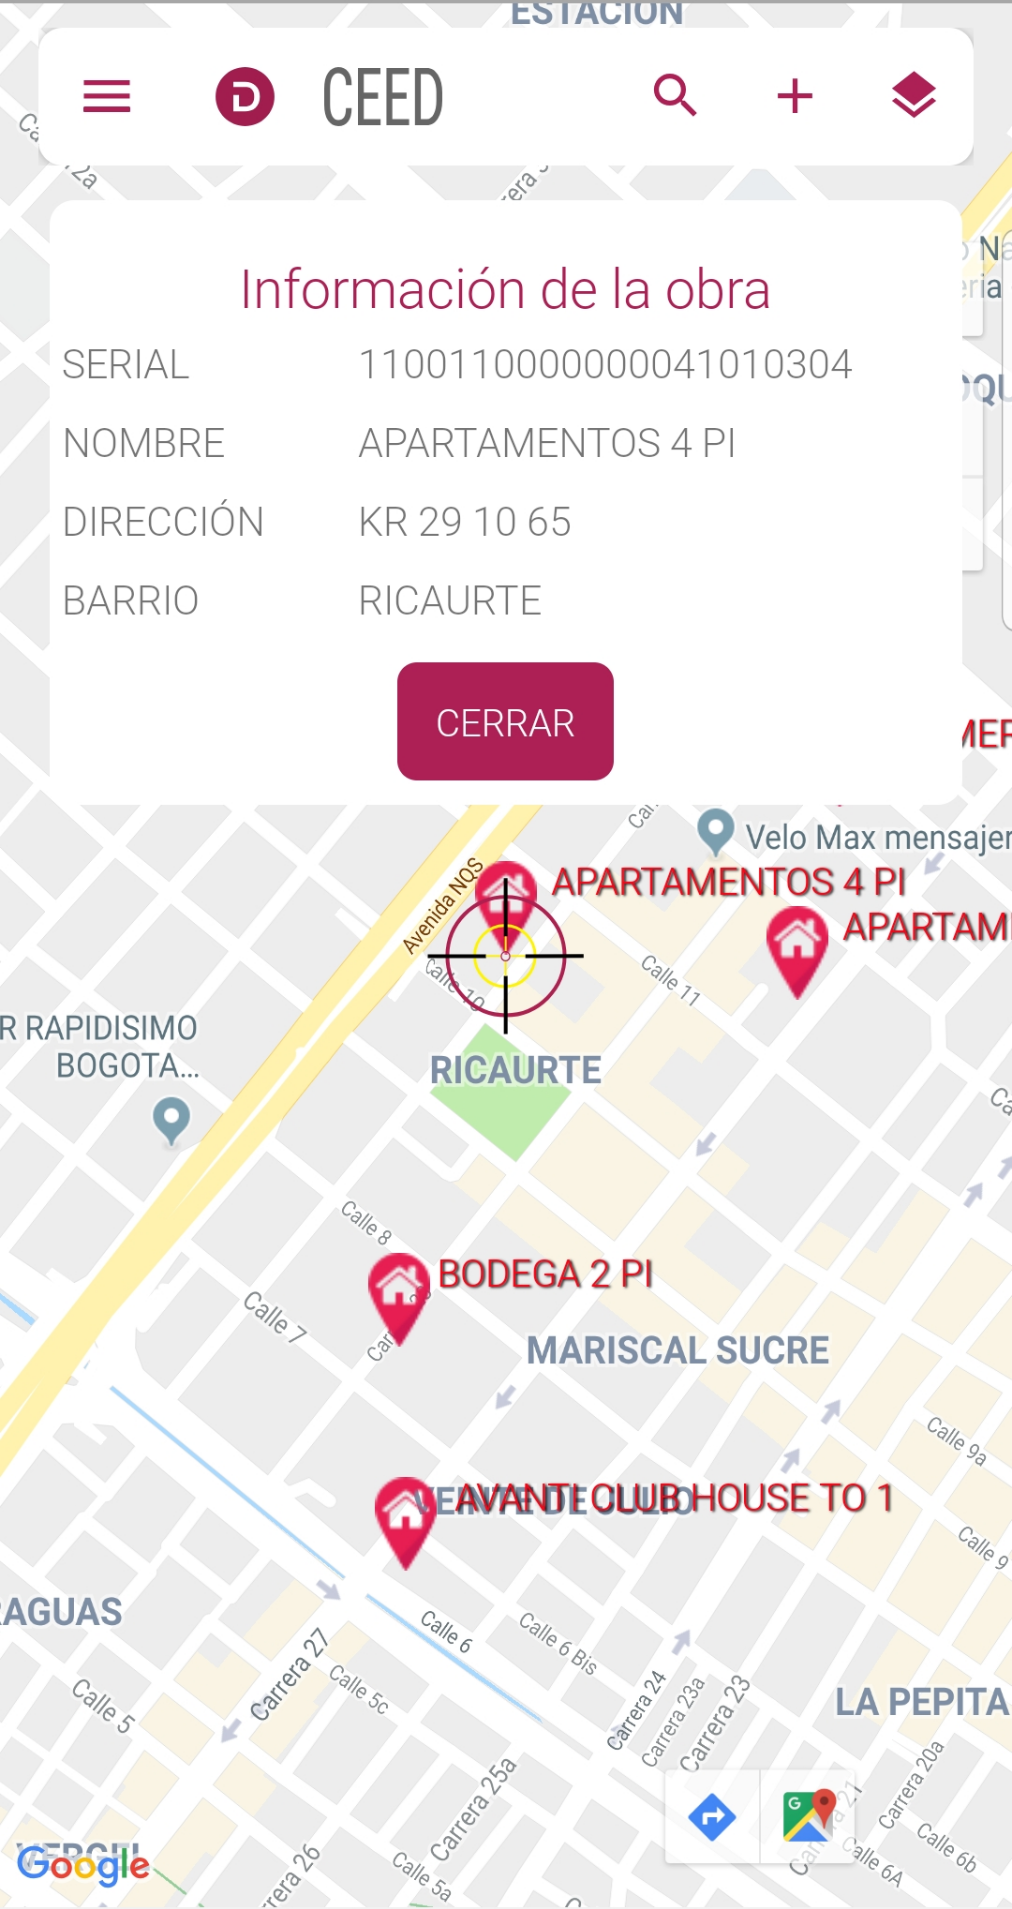 ESTACION
CEED
Información de la obra
SERIAL 1100110000000041010304
NOMBRE APARTAMENTOS 4 PI
DIRECCIÓN KR 29 10 65
BARRIO RICAURTE
CERRAR
Velo Max mensajer
APARTAMENTOS 4 PI
Avenida NQS
APARTAM
Calle 10
Calle 11
R RAPIDISIMO
BOGOTA...
RICAURTE
Calle 8
BODEGA 2 PI
Calle 7
MARISCAL SUCRE
Calle 9a
AVANTI CLUB HOUSE TO 1
VEINTE DE JULIO
Calle 9
AGUAS
Calle 6
Calle 6 Bis
Carrera 27
Calle 5c
Calle 5
Carrera 24
Carrera 23a
Carrera 23
LA PEPITA
Carrera 20a
Carrera 25a
Calle 6b
Calle 6A
Calle 5a
Google